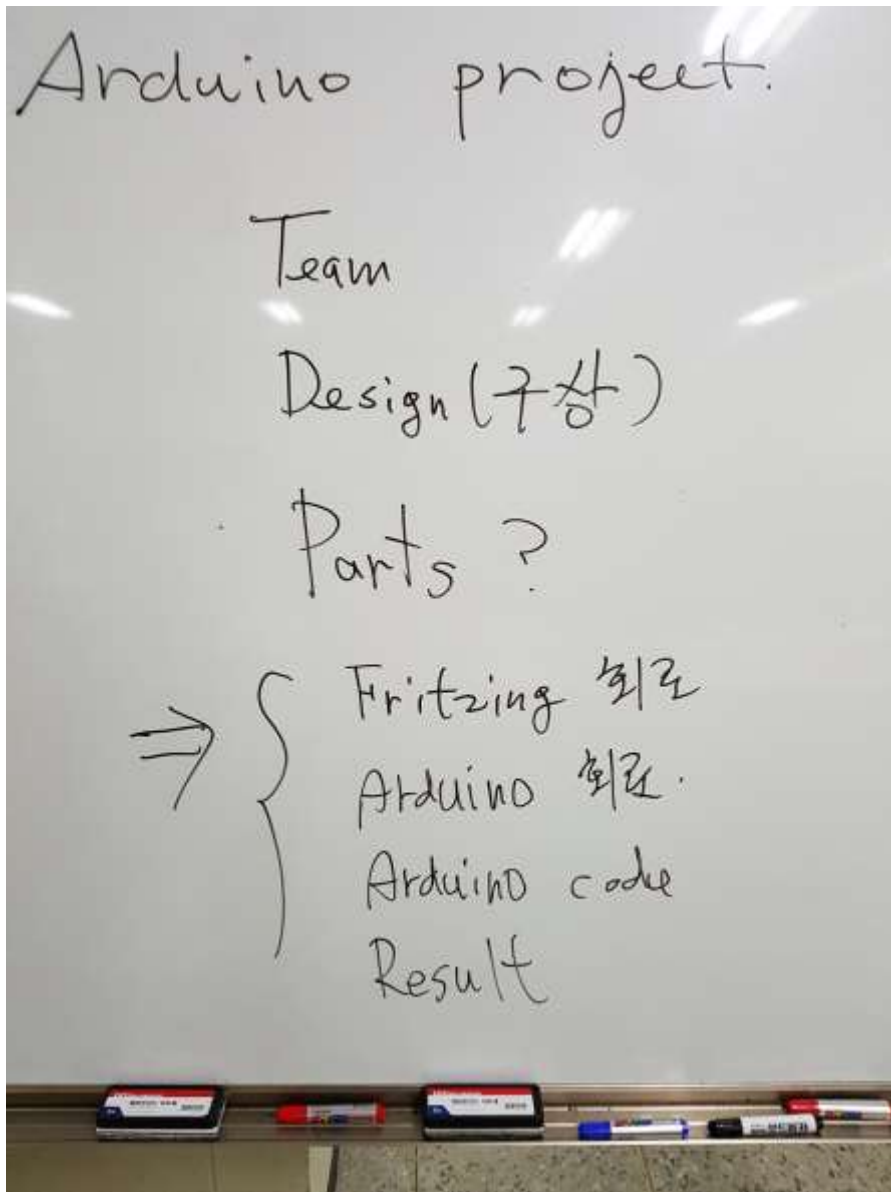 Arduino project.
Team
Design (구상)
Parts ?
⇒ { Fritzing 회로
Arduino 회로.
Arduino code
Result